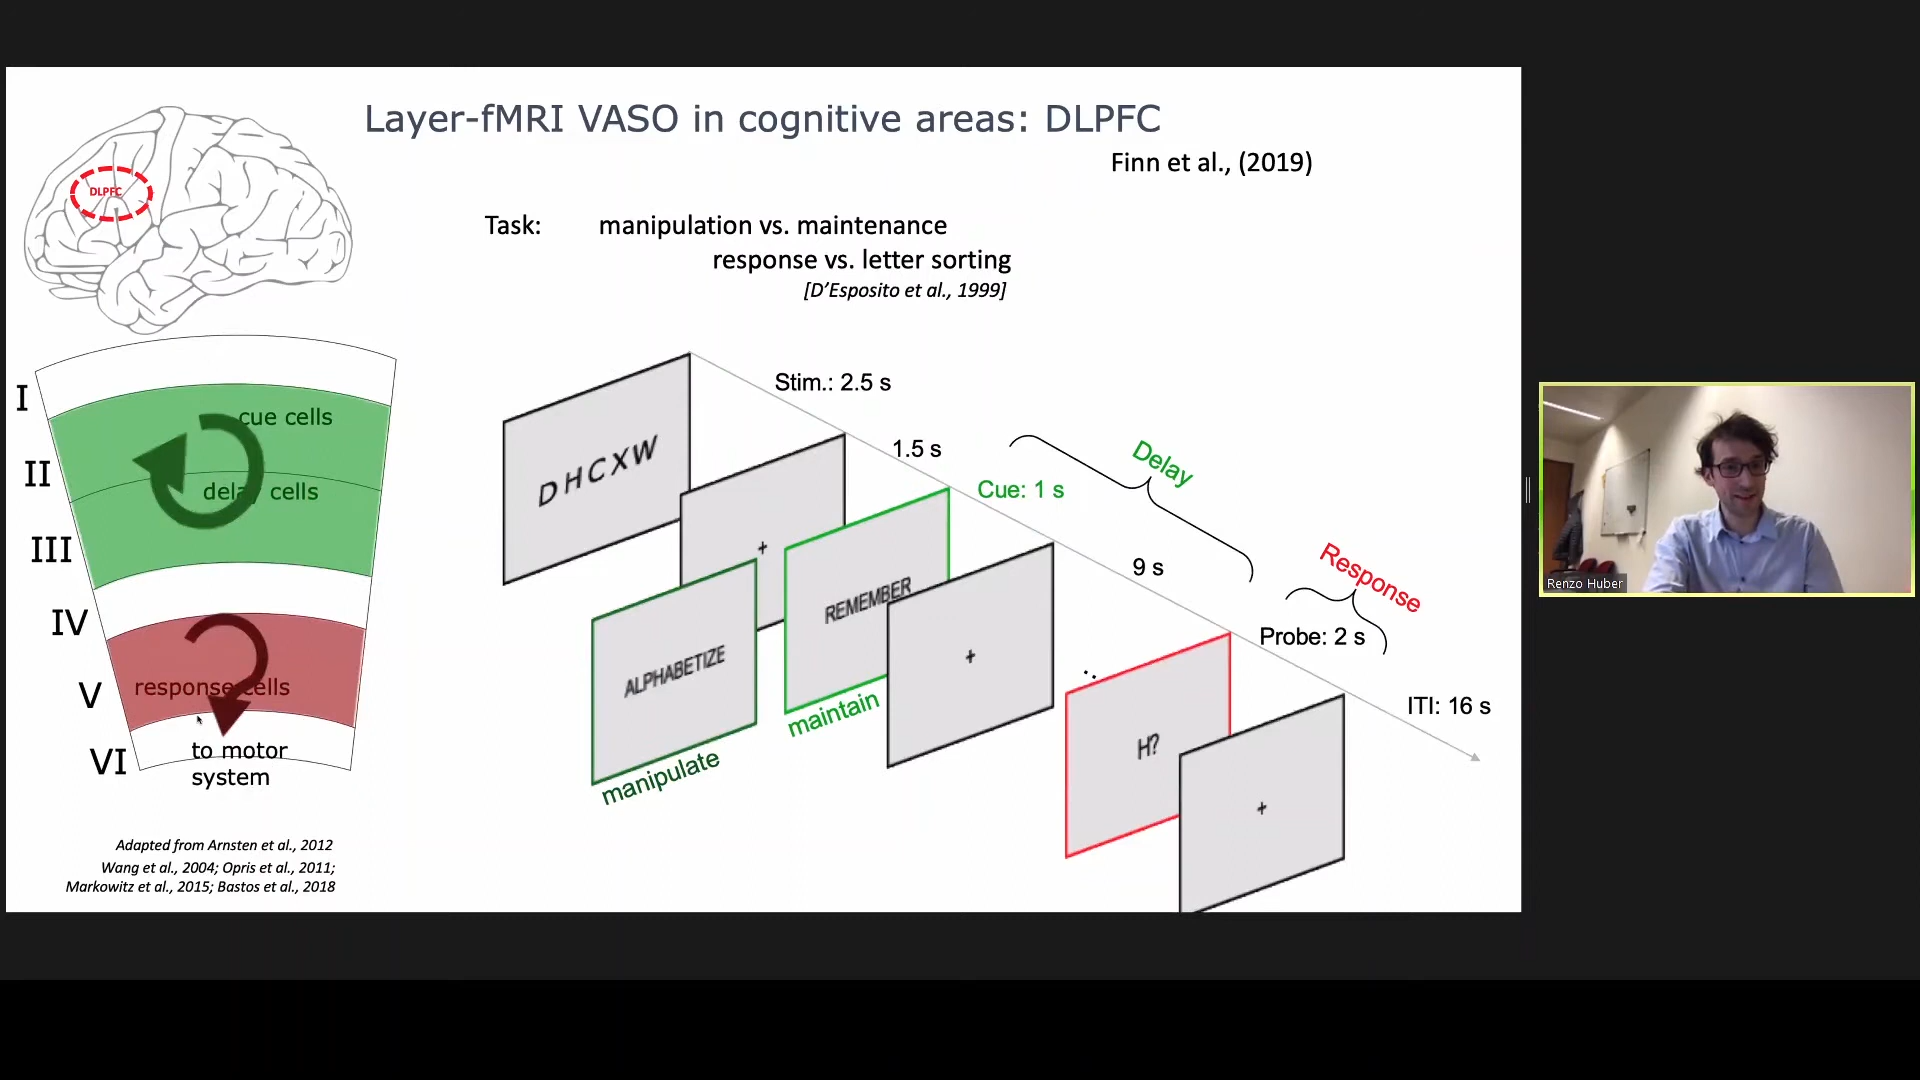 Layer-fMRI VASO in cognitive areas: DLPFC
Finn et al., (2019)
DLPFC
Task: manipulation vs. maintenance
response vs. letter sorting
[D’Esposito et al., 1999]
I
II
III
IV
V
VI
cue cells
delay cells
response cells
to motor
system
Adapted from Arnsten et al., 2012
Wang et al., 2004; Opris et al., 2011;
Markowitz et al., 2015; Bastos et al., 2018
Stim.: 2.5 s
1.5 s
Cue: 1 s
Delay
9 s
Response
Probe: 2 s
ITI: 16 s
DHCXW
+
REMEMBER
maintain
ALPHABETIZE
manipulate
+
..
H?
+
Renzo Huber